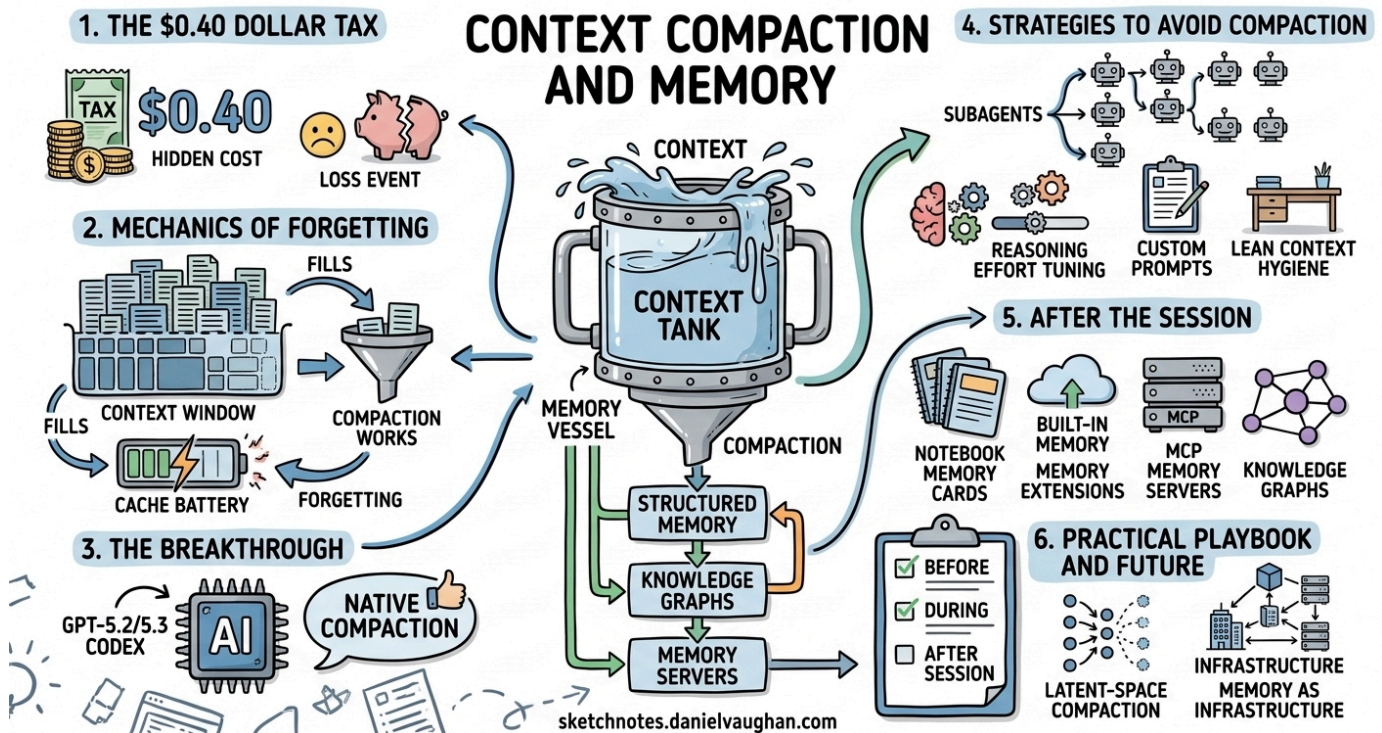 CONTEXT COMPACTION
AND MEMORY
1. THE $0.40 DOLLAR TAX
TAX
$0.40
$
HIDDEN COST
LOSS EVENT
2. MECHANICS OF FORGETTING
FILLS
CONTEXT WINDOW
FILLS
COMPACTION
WORKS
CACHE BATTERY
FORGETTING
3. THE BREAKTHROUGH
GPT-5.2/5.3
CODEX
AI
NATIVE
COMPACTION
CONTEXT
CONTEXT
TANK
MEMORY
VESSEL
COMPACTION
STRUCTURED
MEMORY
KNOWLEDGE
GRAPHS
MEMORY
SERVERS
sketchnotes.danielvaughan.com
4. STRATEGIES TO AVOID COMPACTION
SUBAGENTS
REASONING
EFFORT TUNING
CUSTOM
PROMPTS
LEAN CONTEXT
HYGIENE
5. AFTER THE SESSION
NOTEBOOK
MEMORY
CARDS
BUILT-IN
MEMORY
MEMORY
EXTENSIONS
MCP
MCP
MEMORY
SERVERS
KNOWLEDGE
GRAPHS
BEFORE
DURING
AFTER
SESSION
6. PRACTICAL PLAYBOOK
AND FUTURE
LATENT-SPACE
COMPACTION
INFRASTRUCTURE
MEMORY AS
INFRASTRUCTURE